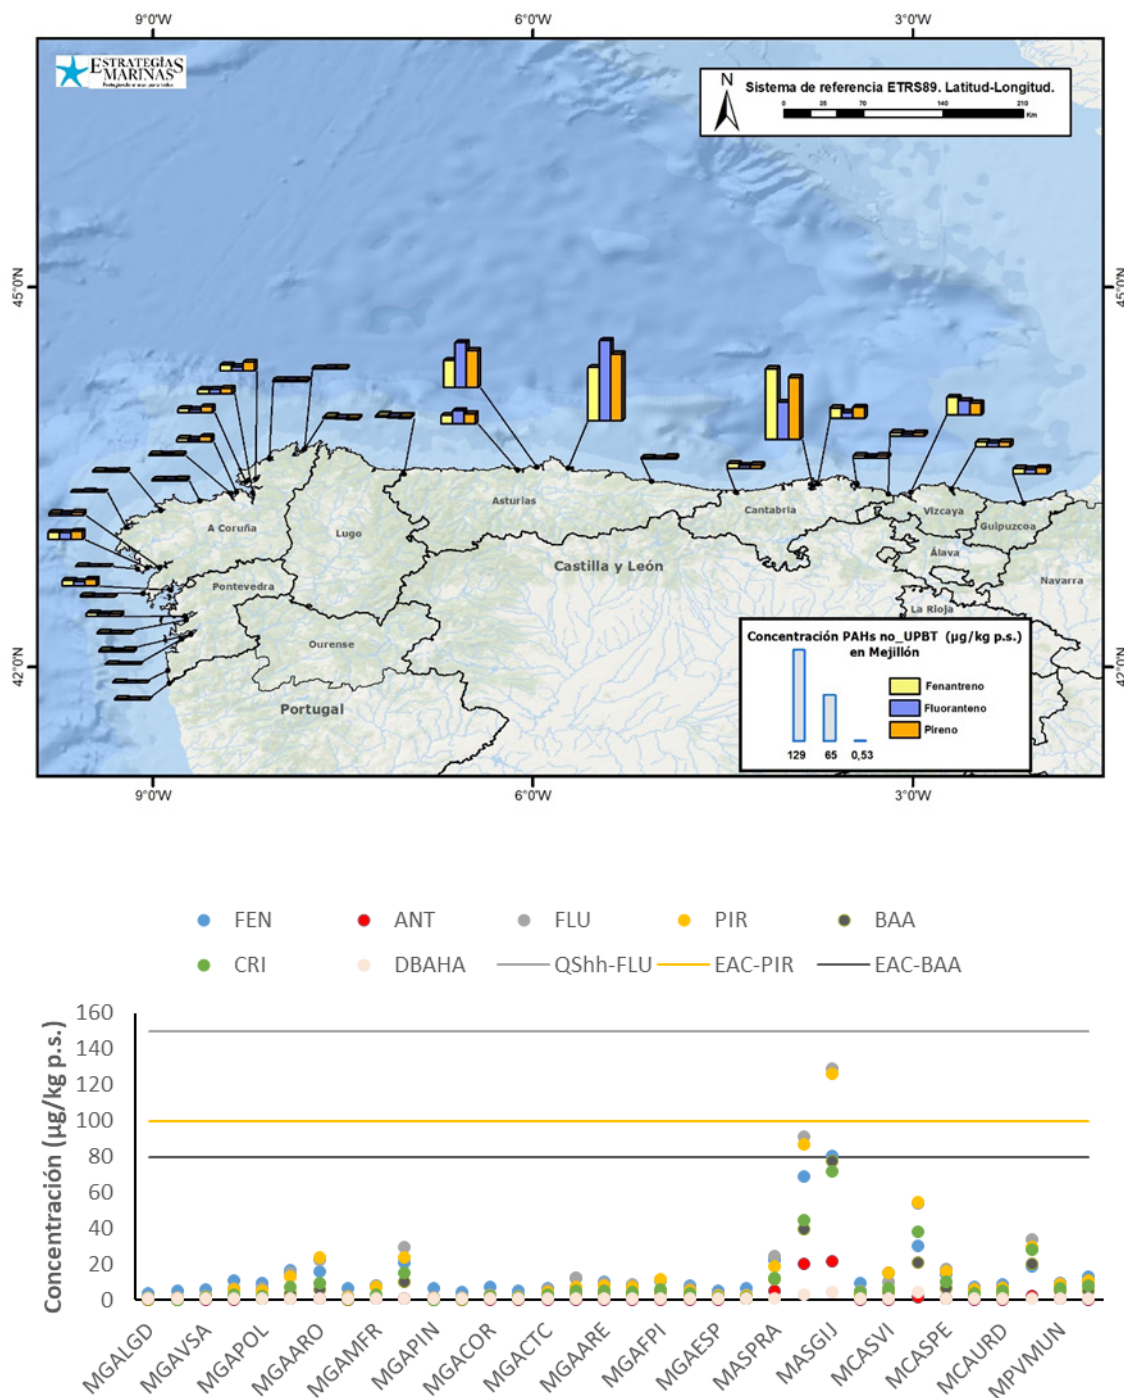 9°0'W 6°0'W 3°0'W
ESTRATEGIAS
MARINAS
N
Sistema de referencia ETRS89. Latitud-Longitud.
0 35 70 140 210
Km
45°0'N 45°0'N
Asturias
A Coruña
Lugo
Cantabria
Vizcaya
Guipuzcoa
Álava
Castilla y León
Navarra
Pontevedra
La Rioja
Ourense
42°0'N 42°0'N
Portugal
Concentración PAHs no_UPBT (µg/kg p.s.)
en Mejillón
Fenantreno
Fluoranteno
Pireno
129 65 0,53
9°0'W 6°0'W 3°0'W
FEN ANT FLU PIR BAA
CRI DBAHA QShh-FLU EAC-PIR EAC-BAA
Concentración (µg/kg p.s.)
160
140
120
100
80
60
40
20
0
MGALGD MGAVSA MGAPOL MGAARO MGAMFR MGAPIN MGACOR MGACTC MGAARE MGAFPI MGAESP MASPRA MASGIJ MCASVI MCASPE MCAURD MPVMUN